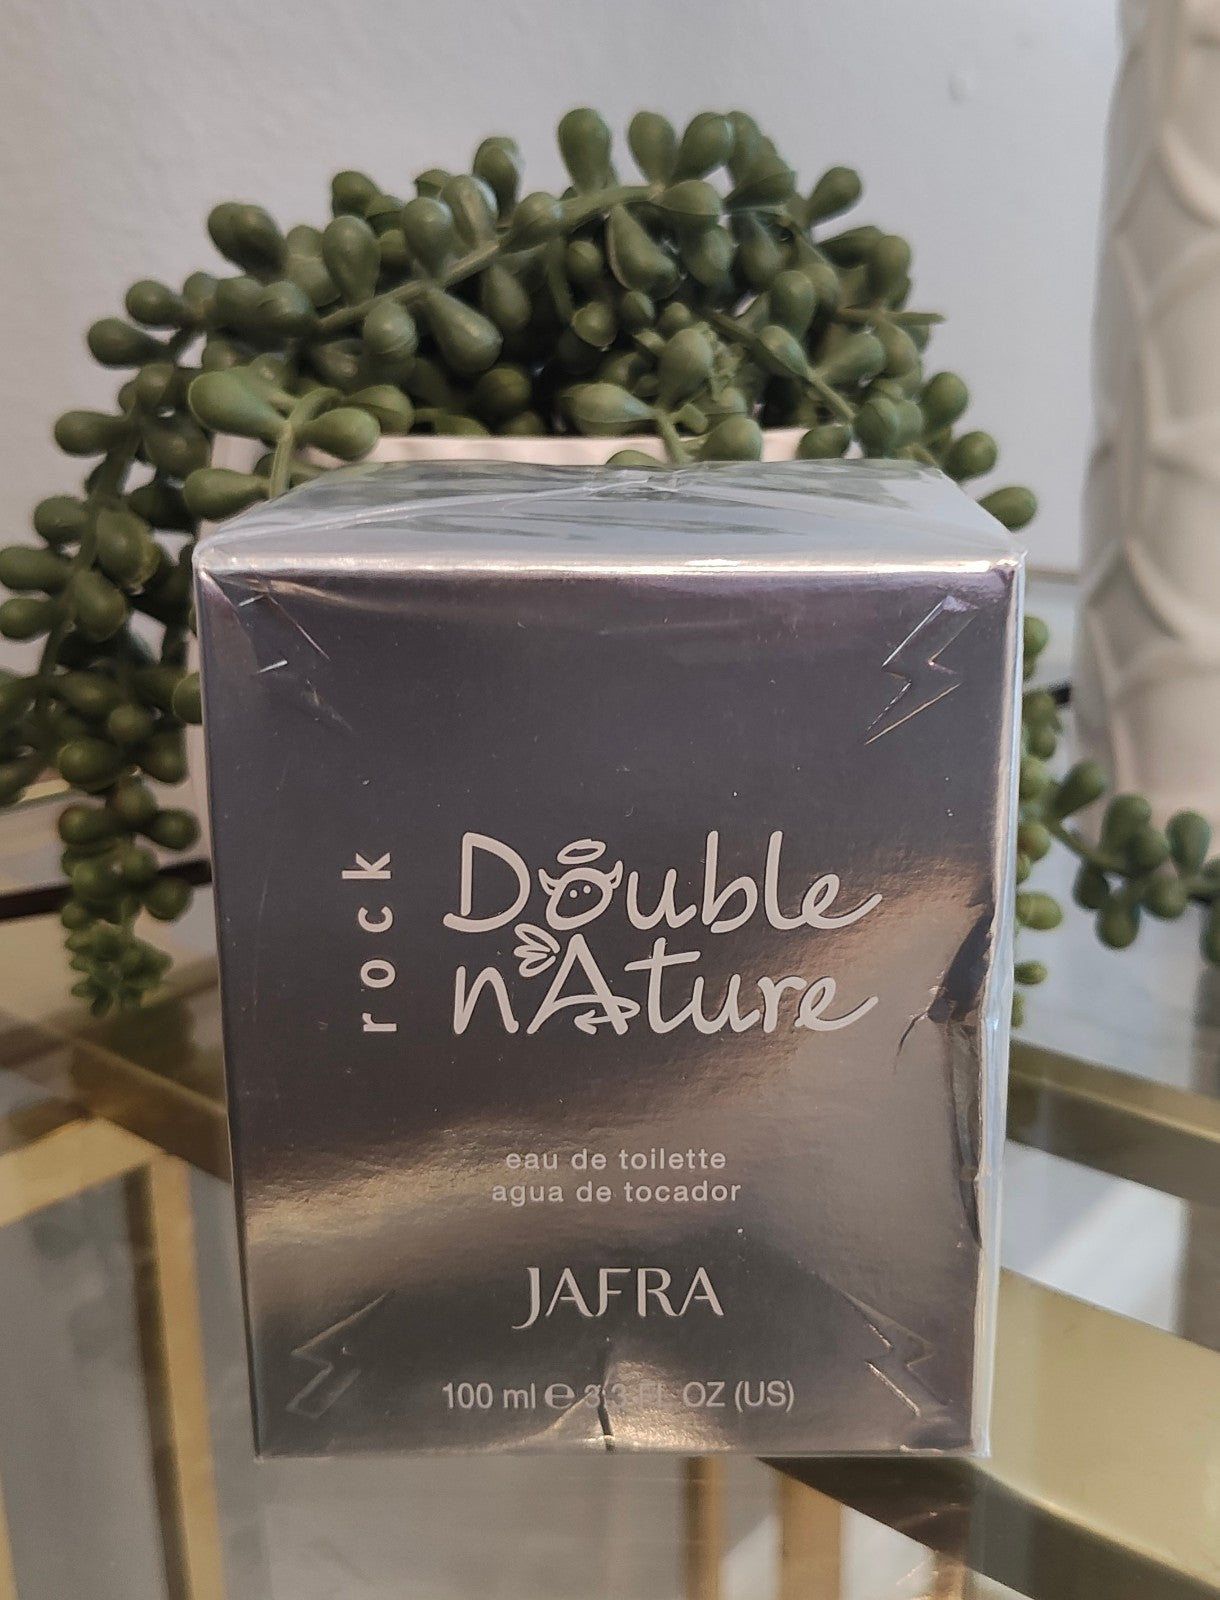 rock
Double
nAture
eau de toilette
agua de tocador
JAFRA
100 ml ℮ 3.3 FL OZ (US)